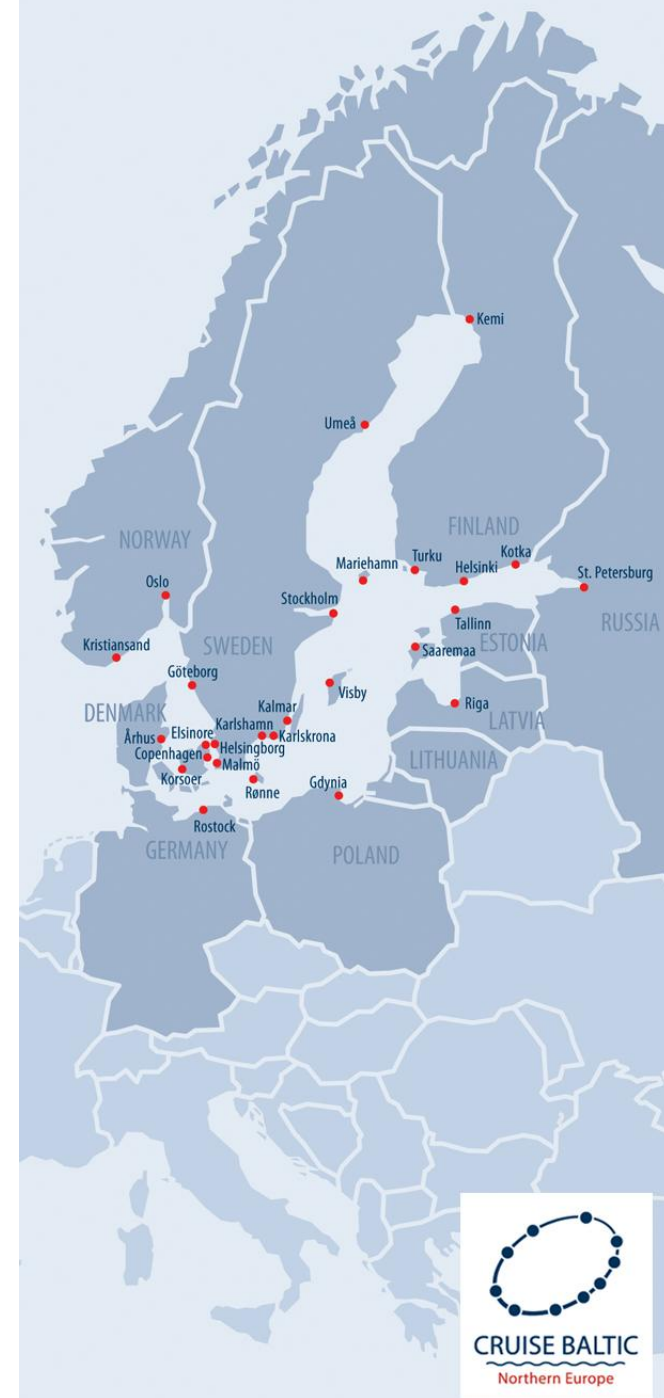 Kemi
Umeå
NORWAY
FINLAND
Oslo
Mariehamn
Turku
Helsinki
Kotka
St. Petersburg
Stockholm
Tallinn
RUSSIA
Kristiansand
SWEDEN
Saaremaa
ESTONIA
Göteborg
Visby
Riga
DENMARK
Kalmar
LATVIA
Århus
Elsinore
Karlshamn
Karlskrona
Helsingborg
Copenhagen
Malmö
LITHUANIA
Korsoer
Rønne
Gdynia
Rostock
GERMANY
POLAND
CRUISE BALTIC
Northern Europe